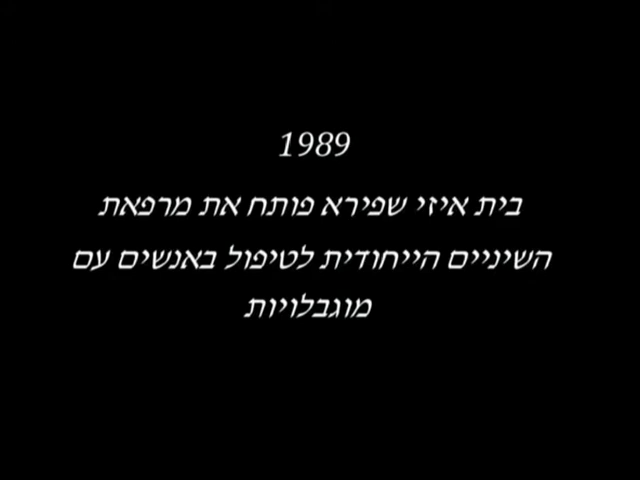 1989
בית איזי שפירא פותח את מרפאת
השיניים הייחודית לטיפול באנשים עם
מוגבלויות